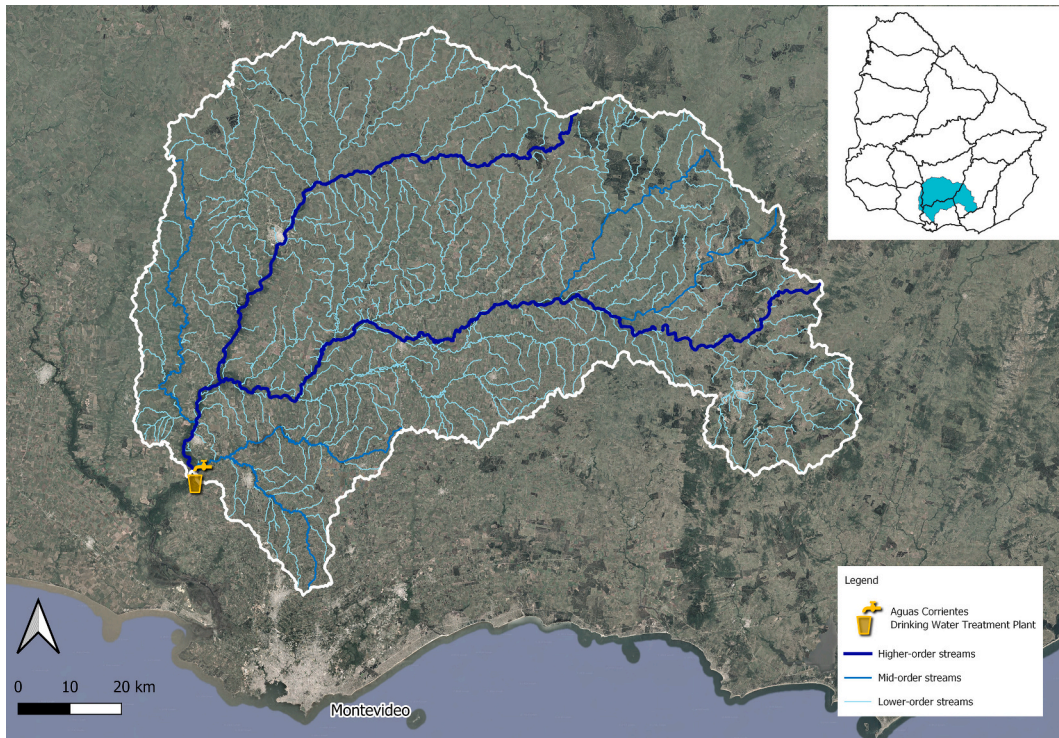 Legend
Aguas Corrientes
Drinking Water Treatment Plant
Higher-order streams
Mid-order streams
Lower-order streams
0 10 20 km
Montevideo